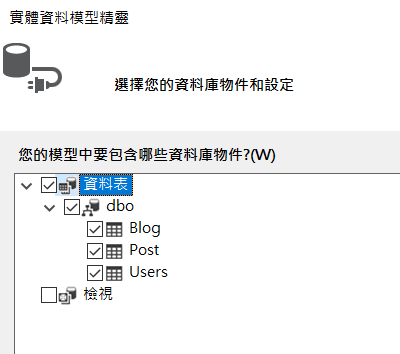 實體資料模型精靈
選擇您的資料庫物件和設定
您的模型中要包含哪些資料庫物件?(W)
資料表
dbo
Blog
Post
Users
檢視